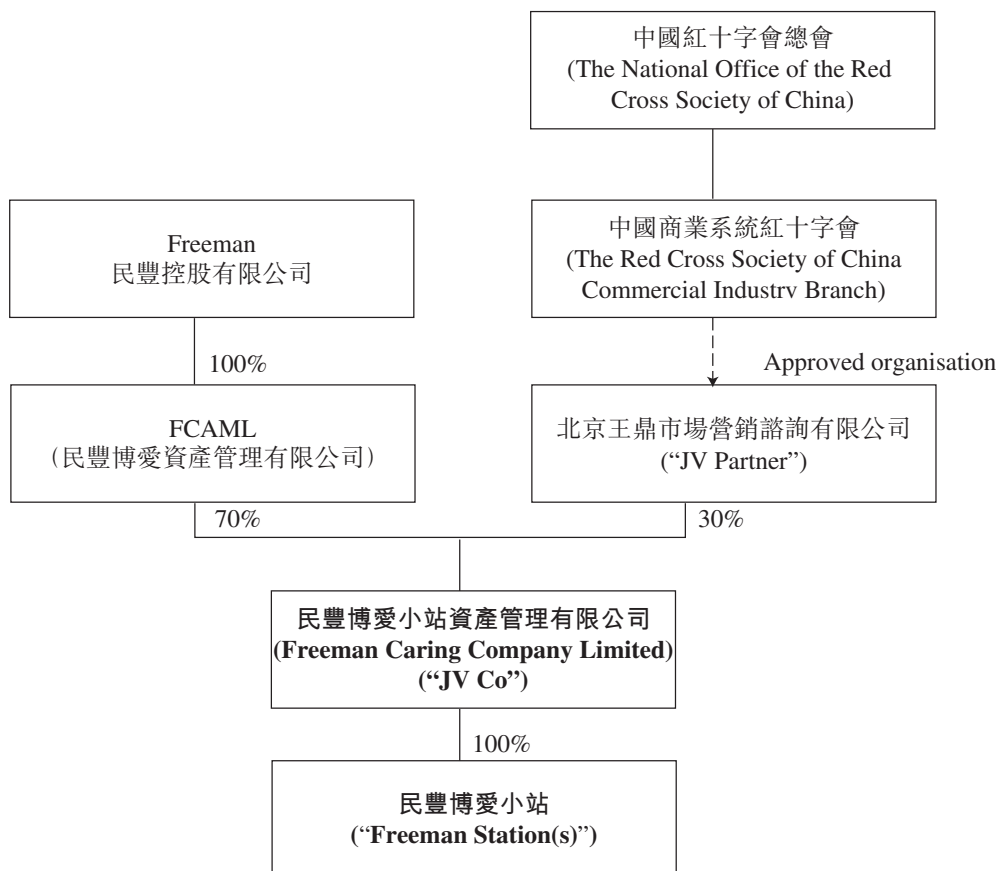 中國紅十字會總會
(The National Office of the Red
Cross Society of China)
Freeman
民豐控股有限公司
中國商業系統紅十字會
(The Red Cross Society of China
Commercial Industry Branch)
100%
Approved organisation
FCAML
（民豐博愛資產管理有限公司）
北京王鼎市場營銷諮詢有限公司
(“JV Partner”)
70%
30%
民豐博愛小站資產管理有限公司
(Freeman Caring Company Limited)
(“JV Co”)
100%
民豐博愛小站
(“Freeman Station(s)”)